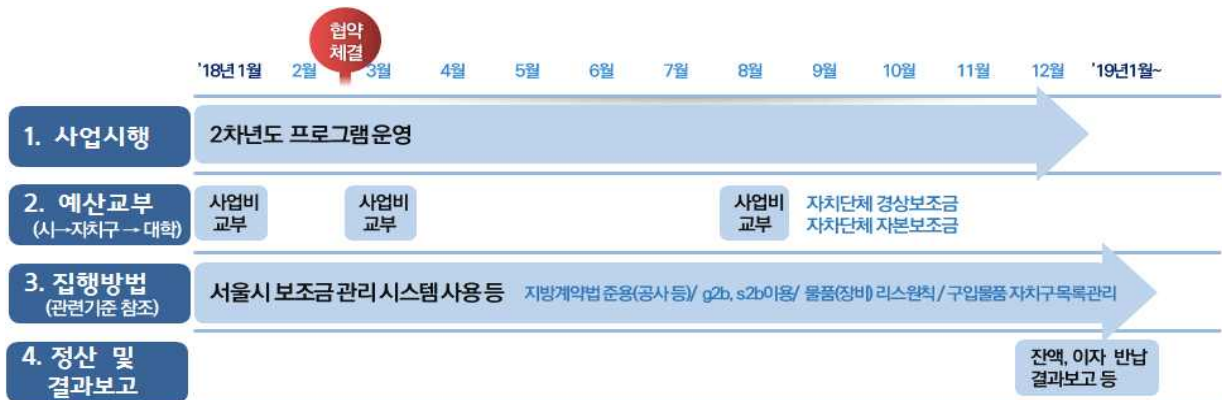 협약
체결
'18년 1월 2월 3월 4월 5월 6월 7월 8월 9월 10월 11월 12월 '19년1월~
1. 사업시행
2차년도 프로그램 운영
2. 예산교부
(시→자치구→대학)
사업비
교부
사업비
교부
사업비
교부
자치단체 경상보조금
자차단체 자본보조금
3. 집행방법
(관련기준 참조)
서울시 보조금 관리 시스템 사용 등 지방계약법 준용(공사 등)/ g2b, s2b이용/ 물품(장비) 리스원칙 / 구입물품 자치구 목록관리
4. 정산 및
결과보고
잔액, 이자 반납
결과보고 등